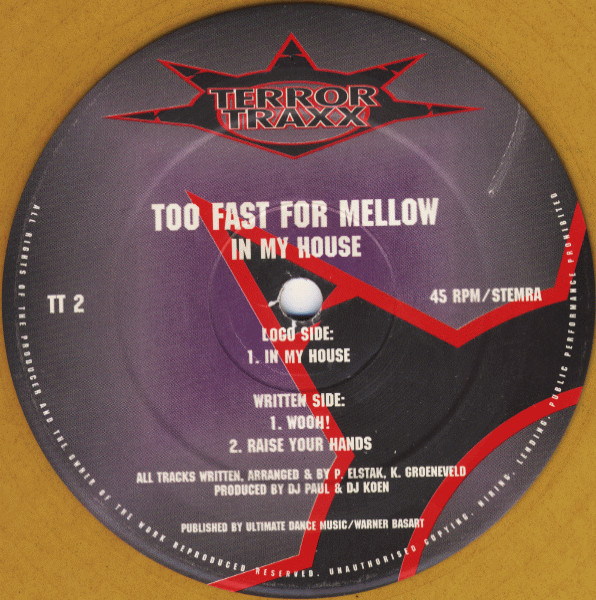 TERROR
TRAXX
TOO FAST FOR MELLOW
IN MY HOUSE
TT 2
45 RPM/STEMRA
LOGO SIDE:
1. IN MY HOUSE
WRITTEN SIDE:
1. WOOH!
2. RAISE YOUR HANDS
ALL TRACKS WRITTEN, ARRANGED & BY P. ELSTAK, K. GROENEVELD
PRODUCED BY DJ PAUL & DJ KOEN
PUBLISHED BY ULTIMATE DANCE MUSIC/WARNER BASART
ALL RIGHTS OF THE PRODUCER AND THE OWNER OF THE WORK REPRODUCED RESERVED. UNAUTHORISED COPYING, HIRING, LENDING, PUBLIC PERFORMANCE PROHIBITED